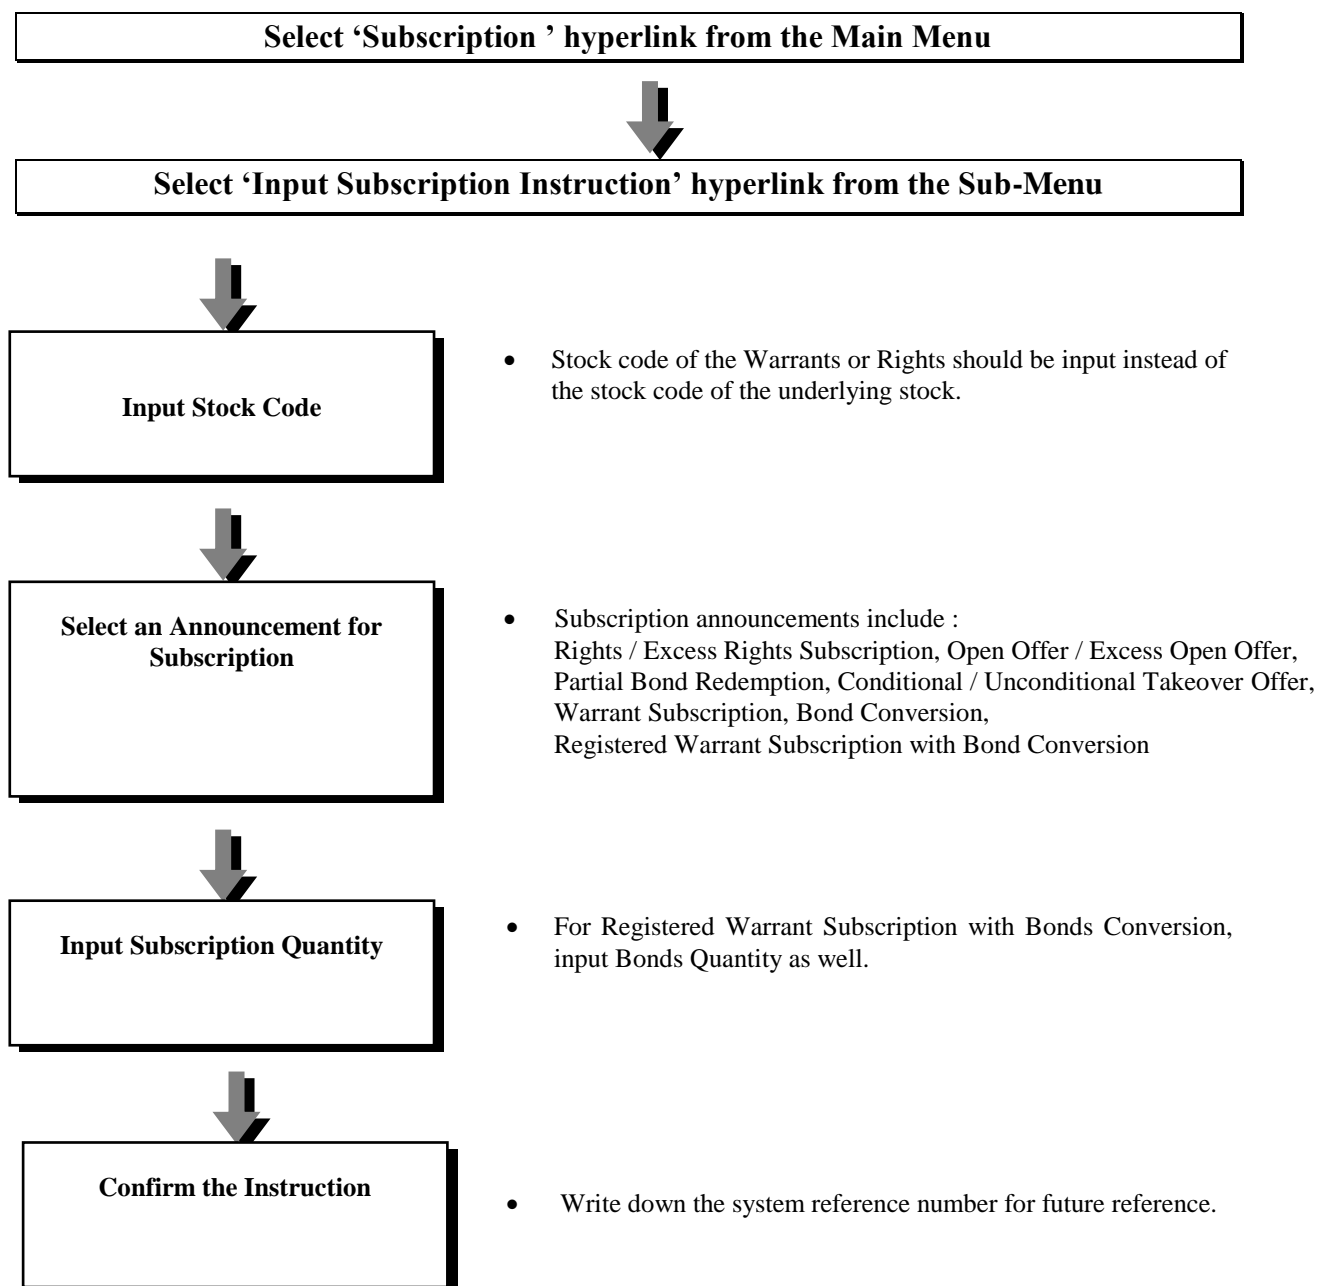 Select ‘Subscription ’ hyperlink from the Main Menu
Select ‘Input Subscription Instruction’ hyperlink from the Sub-Menu
Input Stock Code
• Stock code of the Warrants or Rights should be input instead of
the stock code of the underlying stock.
Select an Announcement for
Subscription
• Subscription announcements include :
Rights / Excess Rights Subscription, Open Offer / Excess Open Offer,
Partial Bond Redemption, Conditional / Unconditional Takeover Offer,
Warrant Subscription, Bond Conversion,
Registered Warrant Subscription with Bond Conversion
Input Subscription Quantity
• For Registered Warrant Subscription with Bonds Conversion,
input Bonds Quantity as well.
Confirm the Instruction
• Write down the system reference number for future reference.